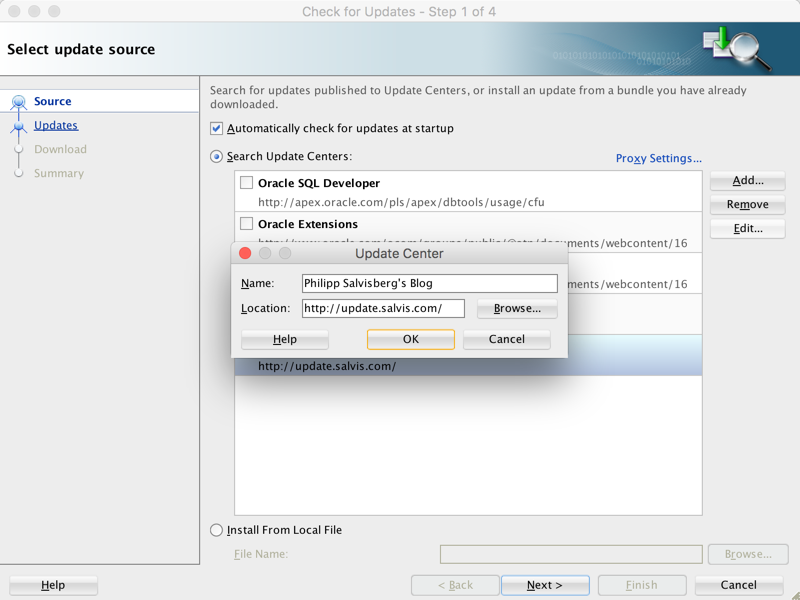 Check for Updates - Step 1 of 4
Select update source
Source
Updates
Download
Summary
Search for updates published to Update Centers, or install an update from a bundle you have already
downloaded.
Automatically check for updates at startup
Search Update Centers:
Proxy Settings...
Oracle SQL Developer
http://apex.oracle.com/pls/apex/dbtools/usage/cfu
Oracle Extensions
documents/webcontent/16
ments/webcontent/16
http://update.salvis.com/
Add...
Remove
Edit...
Update Center
Name:
Philipp Salvisberg's Blog
Location:
http://update.salvis.com/
Browse...
Help
OK
Cancel
Install From Local File
File Name:
Browse...
Help
< Back
Next >
Finish
Cancel